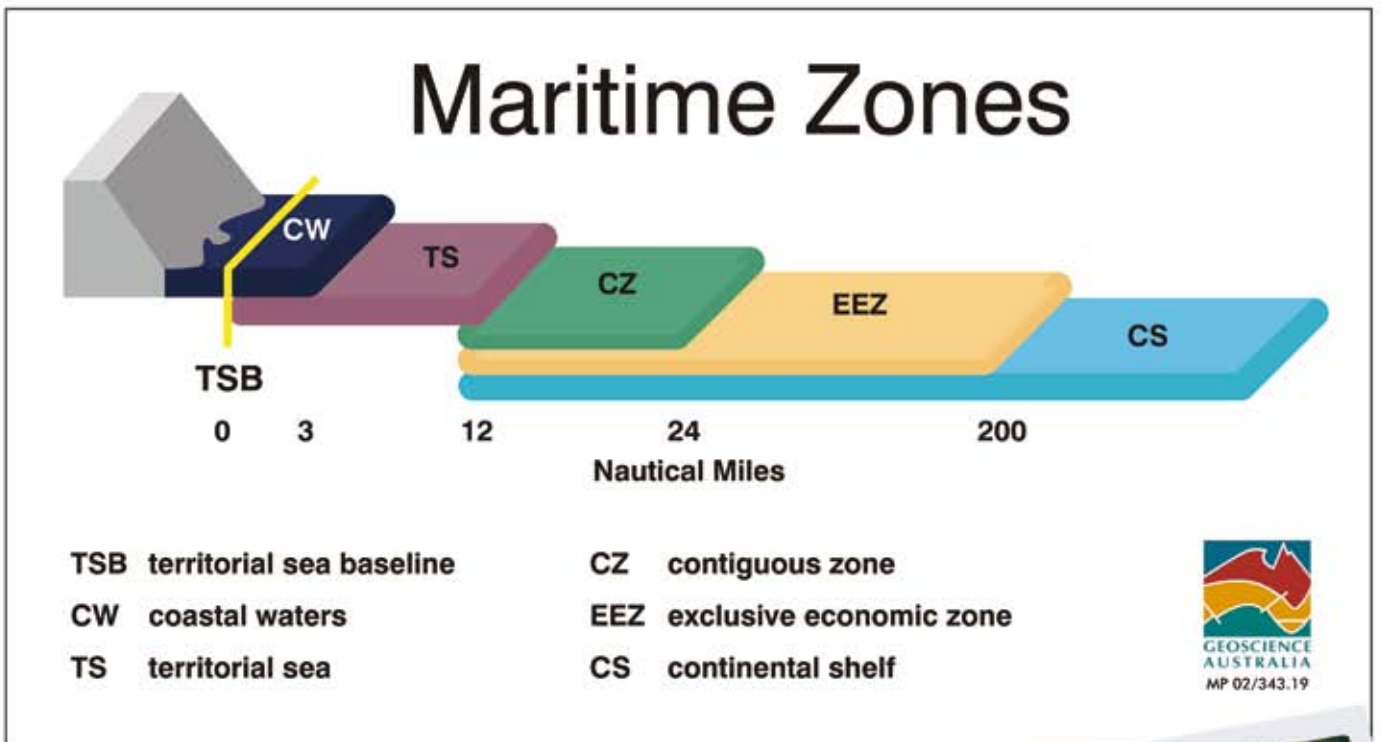 Maritime Zones
CW
TS
CZ
EEZ
CS
TSB
0 3 12 24 200
Nautical Miles
TSB territorial sea baseline
CW coastal waters
TS territorial sea
CZ contiguous zone
EEZ exclusive economic zone
CS continental shelf
GEOSCIENCE
AUSTRALIA
MP 02/343.19